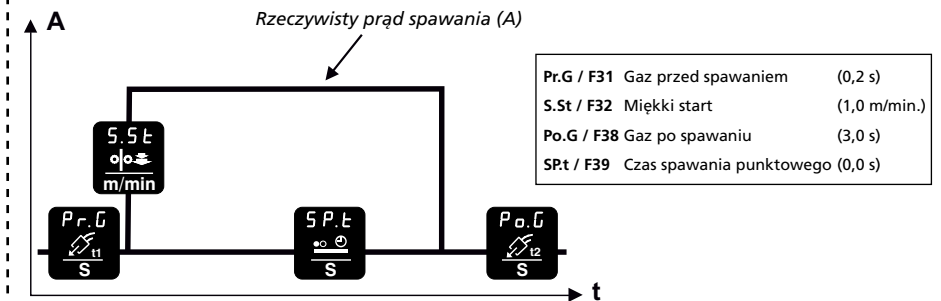 A
Rzeczywisty prąd spawania (A)
Pr.G / F31 Gaz przed spawaniem (0,2 s)
S.St / F32 Miękki start (1,0 m/min.)
Po.G / F38 Gaz po spawaniu (3,0 s)
SP.t / F39 Czas spawania punktowego (0,0 s)
S.St
m/min
Pr.G
t1
S
SP.t
S
Po.G
t2
S
t